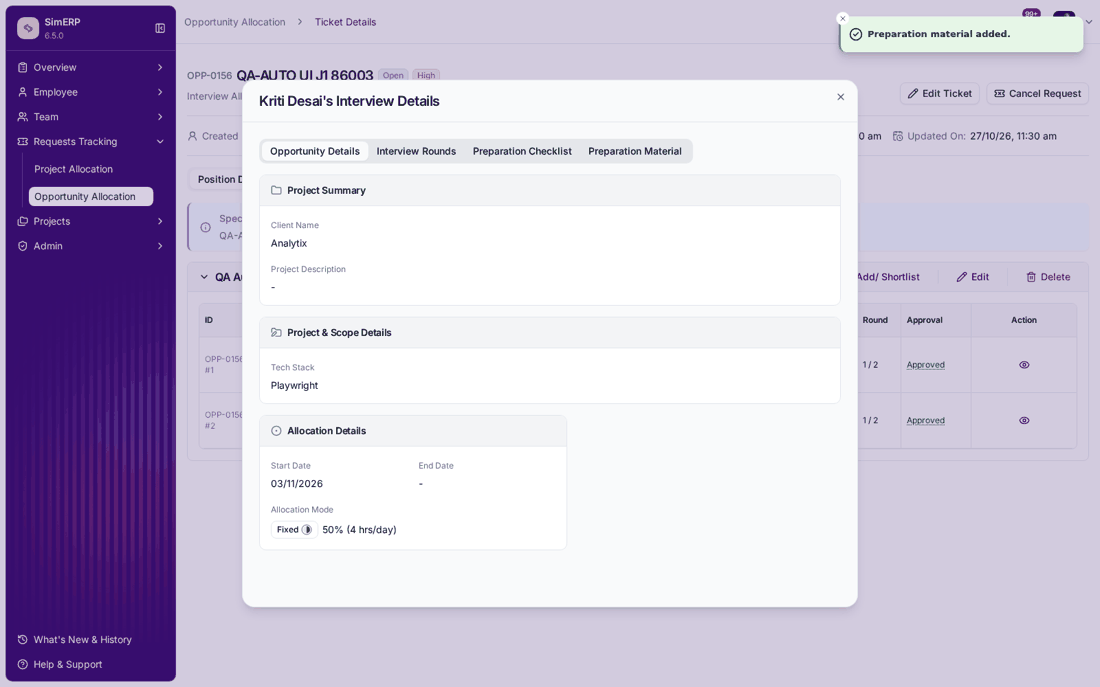 SimERP
6.5.0
Overview
Employee
Team
Requests Tracking
Project Allocation
Opportunity Allocation
Projects
Admin
What's New & History
Help & Support
Opportunity Allocation > Ticket Details
99+
Preparation material added.
OPP-0156 QA-AUTO UI J1 86003 Open High
Interview
Edit Ticket
Cancel Request
Created
am
Updated On: 27/10/26, 11:30 am
Position
Add/ Shortlist
Edit
Delete
ID
Round
Approval
Action
OPP-0156
#1
1 / 2
Approved
OPP-0156
#2
1 / 2
Approved
Kriti Desai's Interview Details
Opportunity Details
Interview Rounds
Preparation Checklist
Preparation Material
Project Summary
Client Name
Analytix
Project Description
-
Project & Scope Details
Tech Stack
Playwright
Allocation Details
Start Date
End Date
03/11/2026
-
Allocation Mode
Fixed
50% (4 hrs/day)